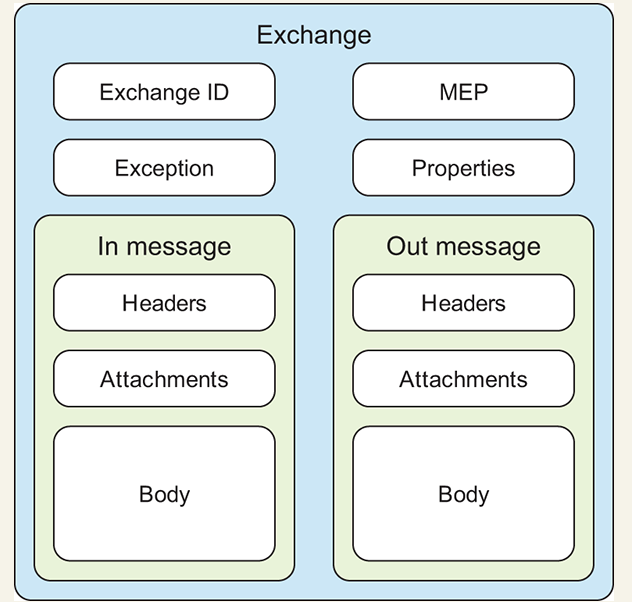 Exchange
Exchange ID
MEP
Exception
Properties
In message
Headers
Attachments
Body
Out message
Headers
Attachments
Body